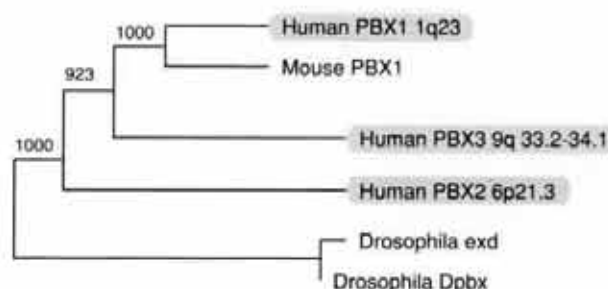 Human PBX1 1q23
1000
Mouse PBX1
923
Human PBX3 9q 33.2-34.1
1000
Human PBX2 6p21.3
Drosophila exd
Drosophila Dpbx